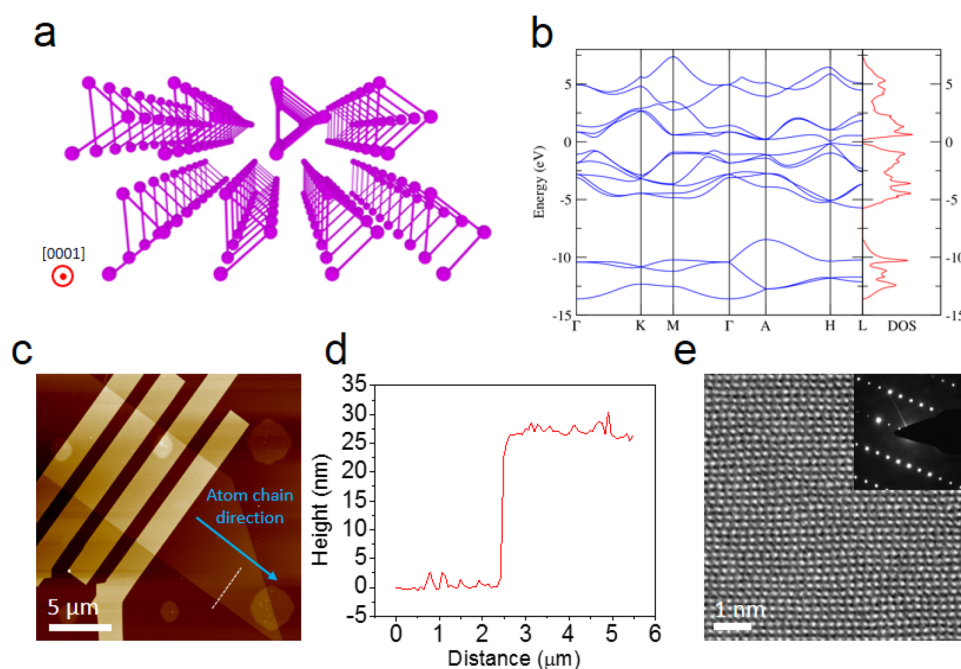 a
[0001]
b
Energy (eV)
5
0
-5
-10
-15
5
0
-5
-10
-15
Γ K M Γ A H L DOS
c
Atom chain
direction
5 μm
d
Height (nm)
35
30
25
20
15
10
5
0
-5
0 1 2 3 4 5 6
Distance (μm)
e
1 nm